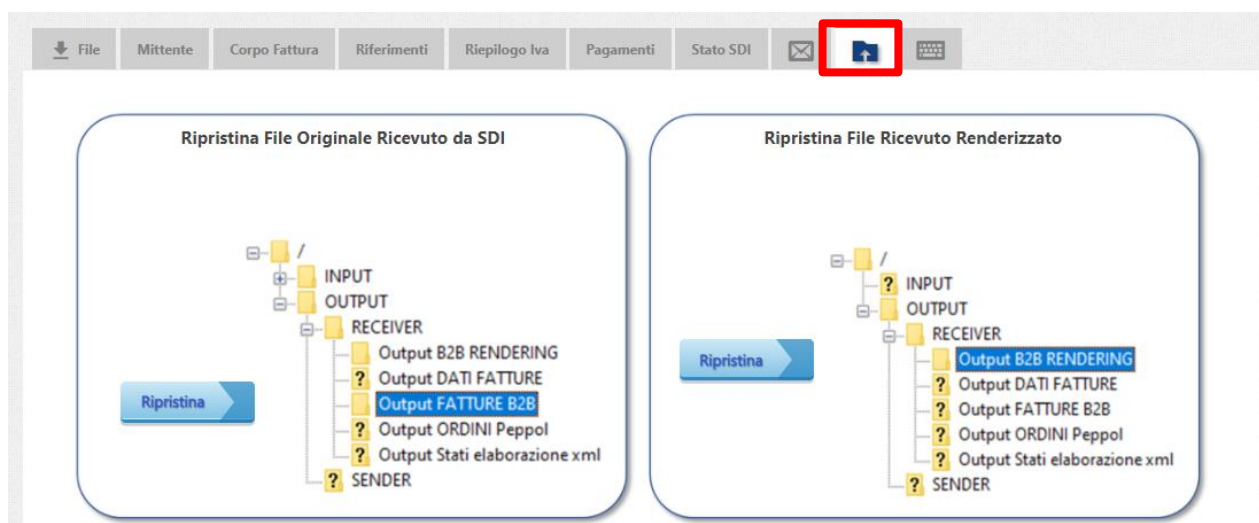 File Mittente Corpo Fattura Riferimenti Riepilogo Iva Pagamenti Stato SDI
Ripristina File Originale Ricevuto da SDI
/
INPUT
OUTPUT
RECEIVER
Output B2B RENDERING
? Output DATI FATTURE
Output FATTURE B2B
? Output ORDINI Peppol
? Output Stati elaborazione xml
? SENDER
Ripristina
Ripristina File Ricevuto Renderizzato
/
? INPUT
OUTPUT
RECEIVER
Output B2B RENDERING
? Output DATI FATTURE
? Output FATTURE B2B
? Output ORDINI Peppol
? Output Stati elaborazione xml
? SENDER
Ripristina